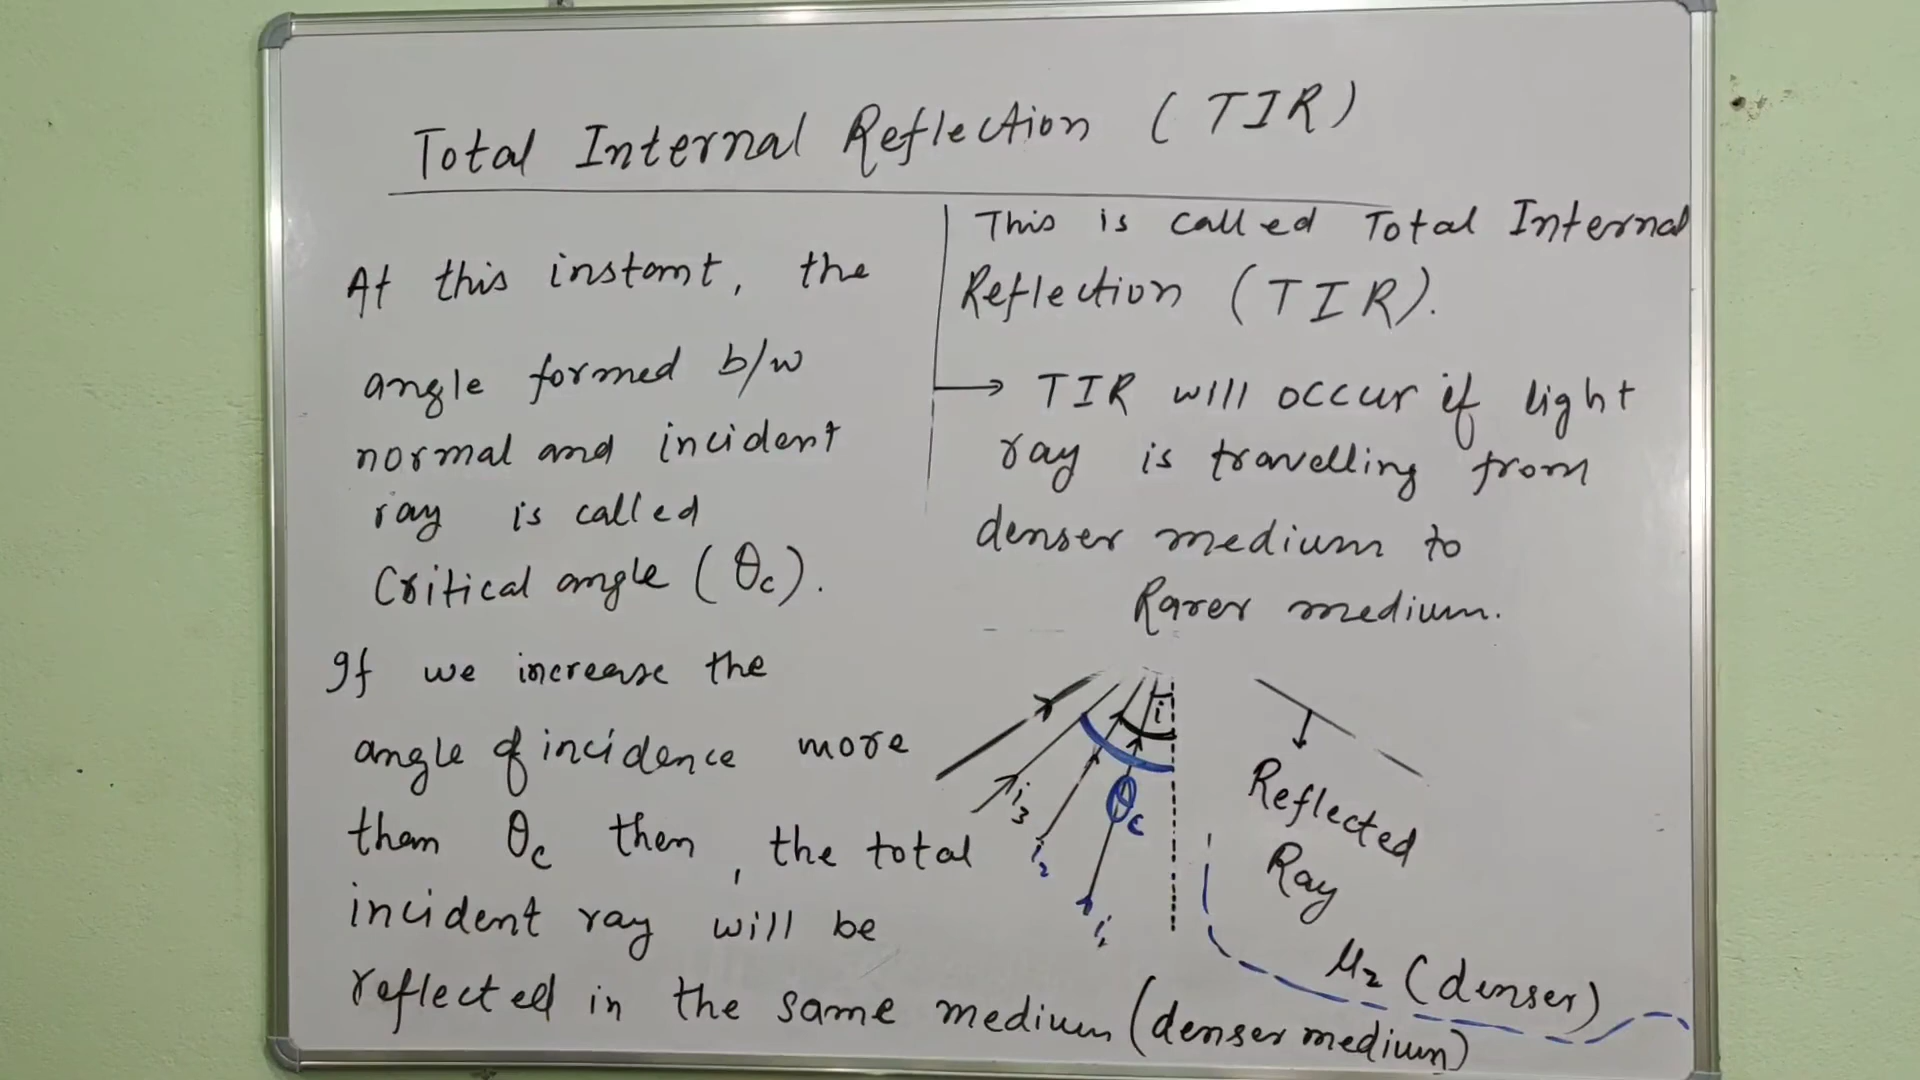 Total Internal Reflection (TIR)
At this instant, the
angle formed b/w
normal and incident
ray is called
Critical angle (θc).
If we increase the
angle of incidence more
than θc then, the total
incident ray will be
reflected in the same medium (denser medium)
This is called Total Internal
Reflection (TIR).
→ TIR will occur if light
ray is travelling from
denser medium to
Rarer medium.
i
θc
i₃
i₂
i₁
Reflected
Ray
μ₂ (denser)